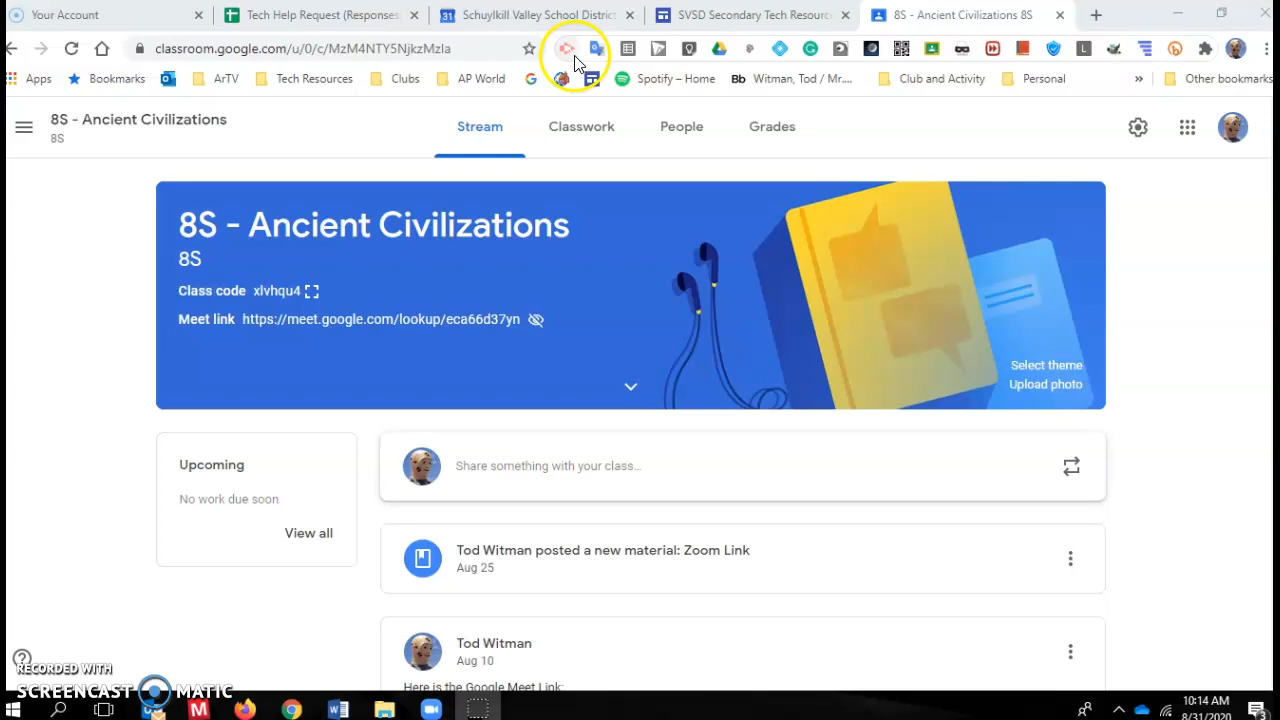 Your Account
Tech Help Request (Responses
Schuylkill Valley School District
SVSD Secondary Tech Resourc
8S - Ancient Civilizations 8S
classroom.google.com/u/0/c/MzM4NTY5NjkzMzla
Apps
Bookmarks
ArTV
Tech Resources
Clubs
AP World
Spotify – Home
Bb Witman, Tod / Mr....
Club and Activity
Personal
»
Other bookmarks
8S - Ancient Civilizations
8S
Stream
Classwork
People
Grades
8S - Ancient Civilizations
8S
Class code xlvhqu4
Meet link https://meet.google.com/lookup/eca66d37yn
Select theme
Upload photo
Upcoming
No work due soon
View all
Share something with your class...
Tod Witman posted a new material: Zoom Link
Aug 25
Tod Witman
Aug 10
Here is the Google Meet Link:
RECORDED WITH
SCREENCAST MATIC
10:14 AM
8/31/2020